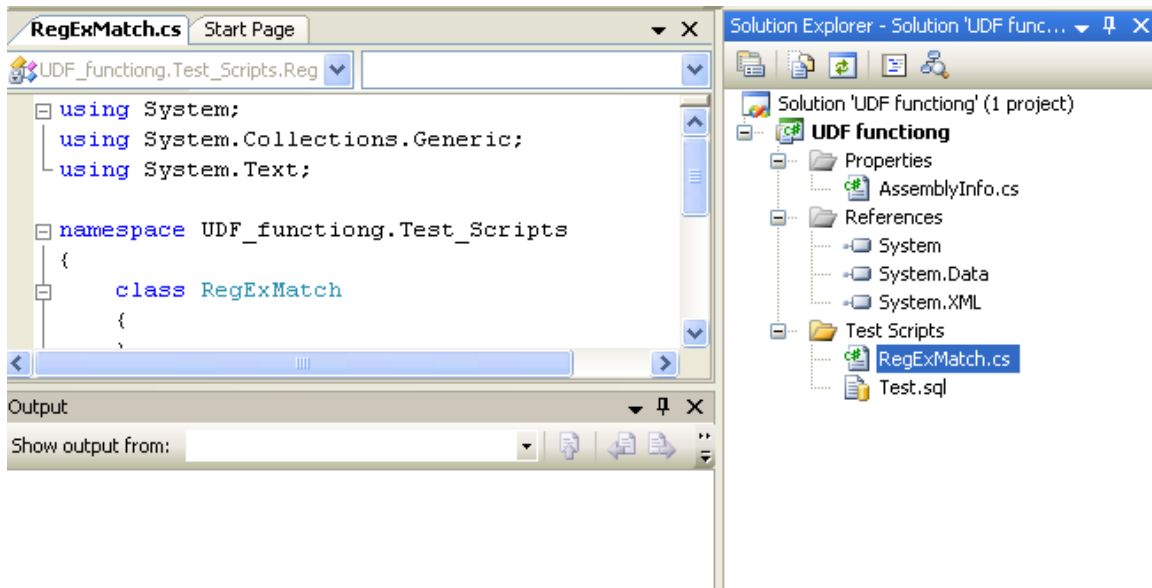 RegExMatch.cs Start Page
UDF_functiong.Test_Scripts.Reg
using System;
using System.Collections.Generic;
using System.Text;
namespace UDF_functiong.Test_Scripts
{
class RegExMatch
{
Output
Show output from:
Solution Explorer - Solution 'UDF func...
Solution 'UDF functiong' (1 project)
UDF functiong
Properties
AssemblyInfo.cs
References
System
System.Data
System.XML
Test Scripts
RegExMatch.cs
Test.sql